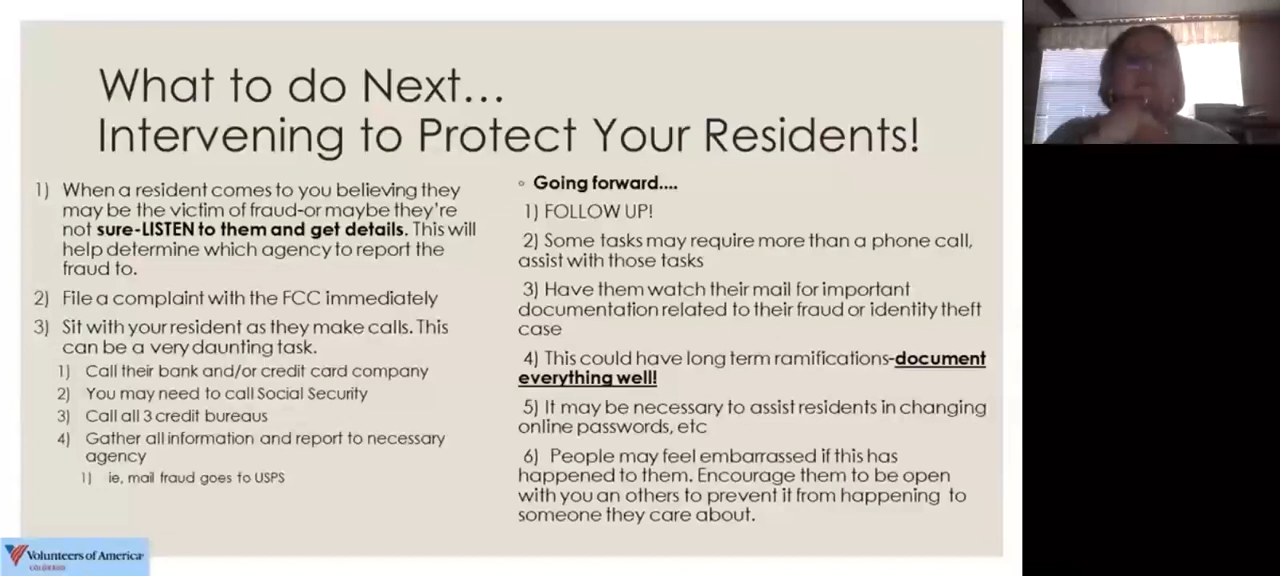 What to do Next...
Intervening to Protect Your Residents!
1) When a resident comes to you believing they
may be the victim of fraud-or maybe they're
not sure-LISTEN to them and get details. This will
help determine which agency to report the
fraud to.
2) File a complaint with the FCC immediately
3) Sit with your resident as they make calls. This
can be a very daunting task.
1) Call their bank and/or credit card company
2) You may need to call Social Security
3) Call all 3 credit bureaus
4) Gather all information and report to necessary
agency
1) ie, mail fraud goes to USPS
Going forward....
1) FOLLOW UP!
2) Some tasks may require more than a phone call,
assist with those tasks
3) Have them watch their mail for important
documentation related to their fraud or identity theft
case
4) This could have long term ramifications-document
everything well!
5) It may be necessary to assist residents in changing
online passwords, etc
6) People may feel embarrassed if this has
happened to them. Encourage them to be open
with you an others to prevent it from happening to
someone they care about.
Volunteers of America
COLORADO